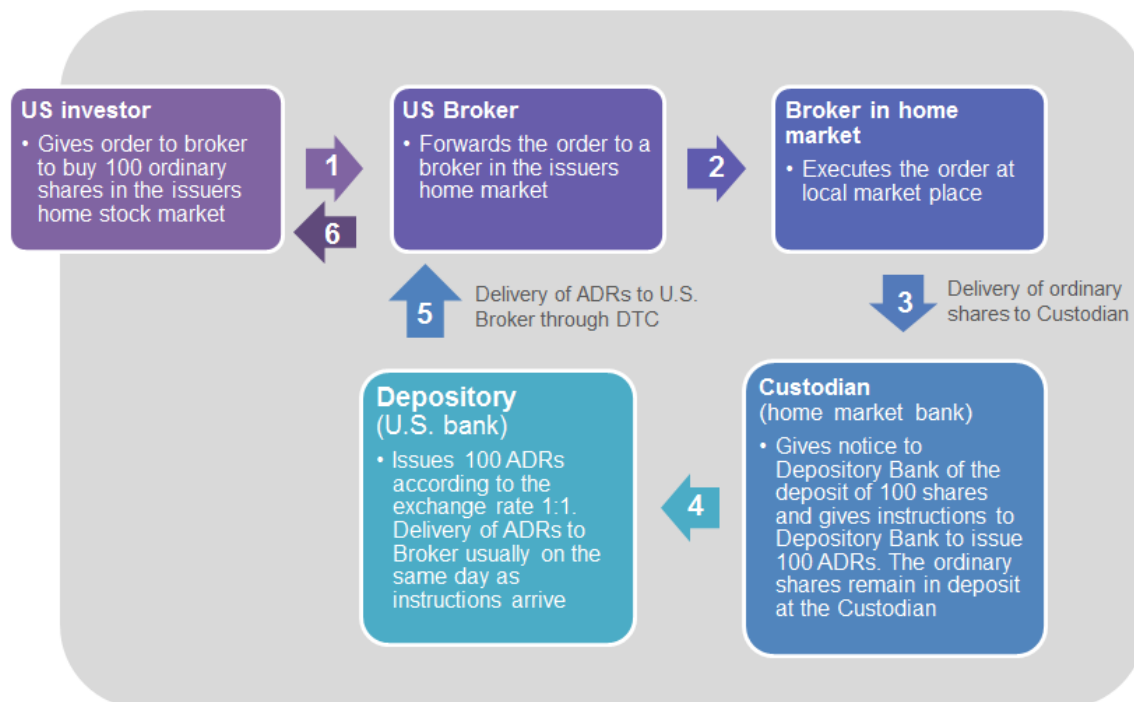 US investor
• Gives order to broker
to buy 100 ordinary
shares in the issuers
home stock market
1
6
US Broker
• Forwards the order to a
broker in the issuers
home market
2
Broker in home
market
• Executes the order at
local market place
3
Delivery of ordinary
shares to Custodian
Custodian
(home market bank)
• Gives notice to
Depository Bank of the
deposit of 100 shares
and gives instructions to
Depository Bank to issue
100 ADRs. The ordinary
shares remain in deposit
at the Custodian
4
Depository
(U.S. bank)
• Issues 100 ADRs
according to the
exchange rate 1:1.
Delivery of ADRs to
Broker usually on the
same day as
instructions arrive
5
Delivery of ADRs to U.S.
Broker through DTC